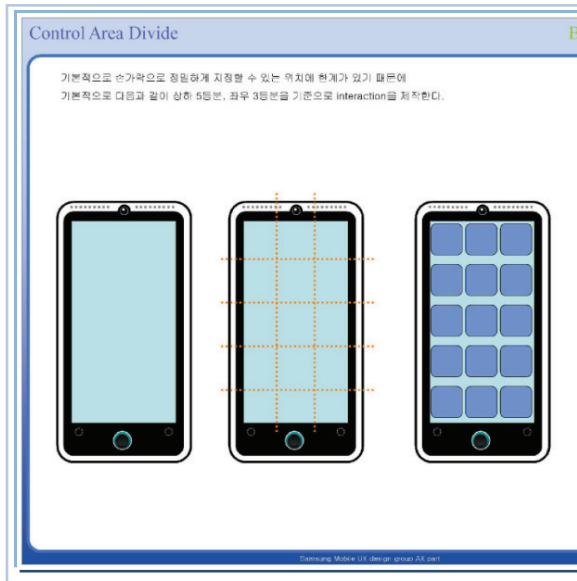 Control Area Divide
B
기본적으로 손가락으로 정밀하게 지정할 수 있는 위치에 한계가 있기 때문에
기본적으로 다음과 같이 상하 5등분, 좌우 3등분을 기준으로 interaction을 제작한다.
Samsung Mobile UX design group AX part